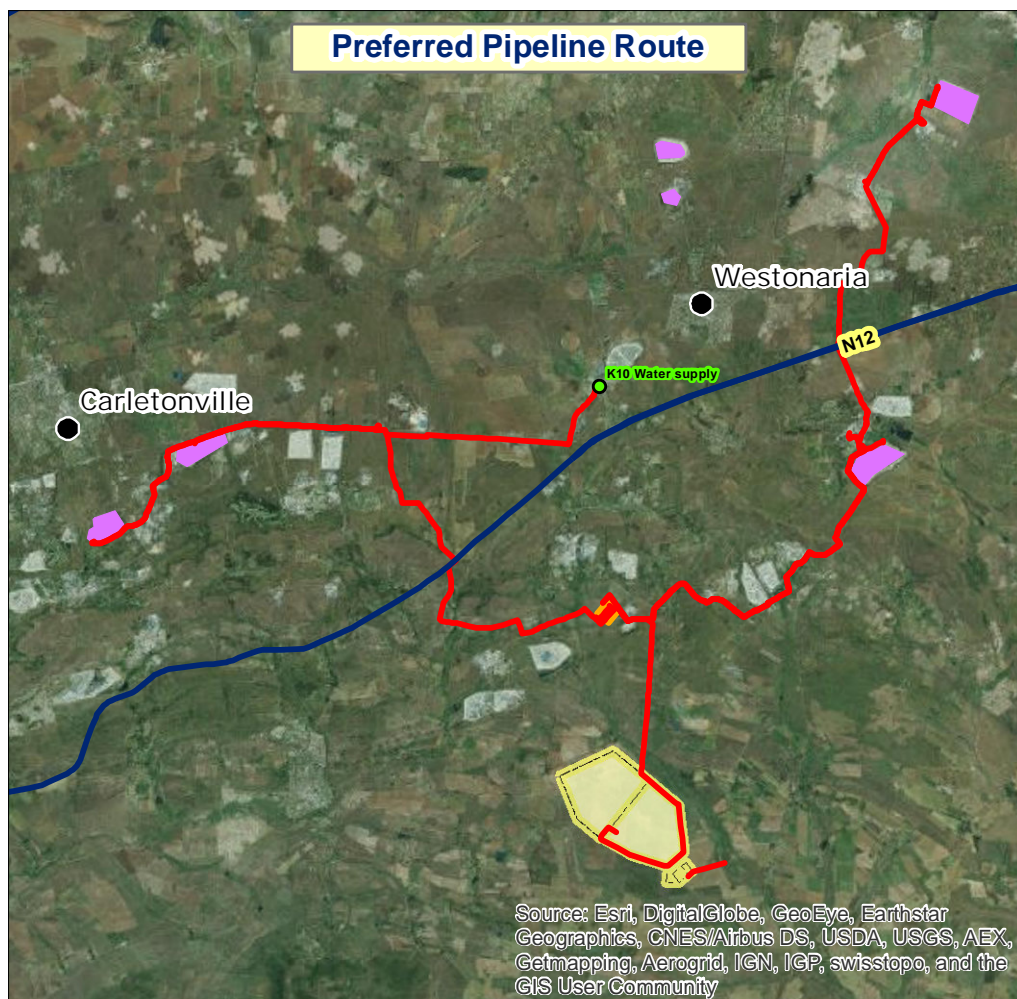 Preferred Pipeline Route
Westonaria
N12
K10 Water supply
Carletonville
Source: Esri, DigitalGlobe, GeoEye, Earthstar
Geographics, CNES/Airbus DS, USDA, USGS, AEX,
Getmapping, Aerogrid, IGN, IGP, swisstopo, and the
GIS User Community